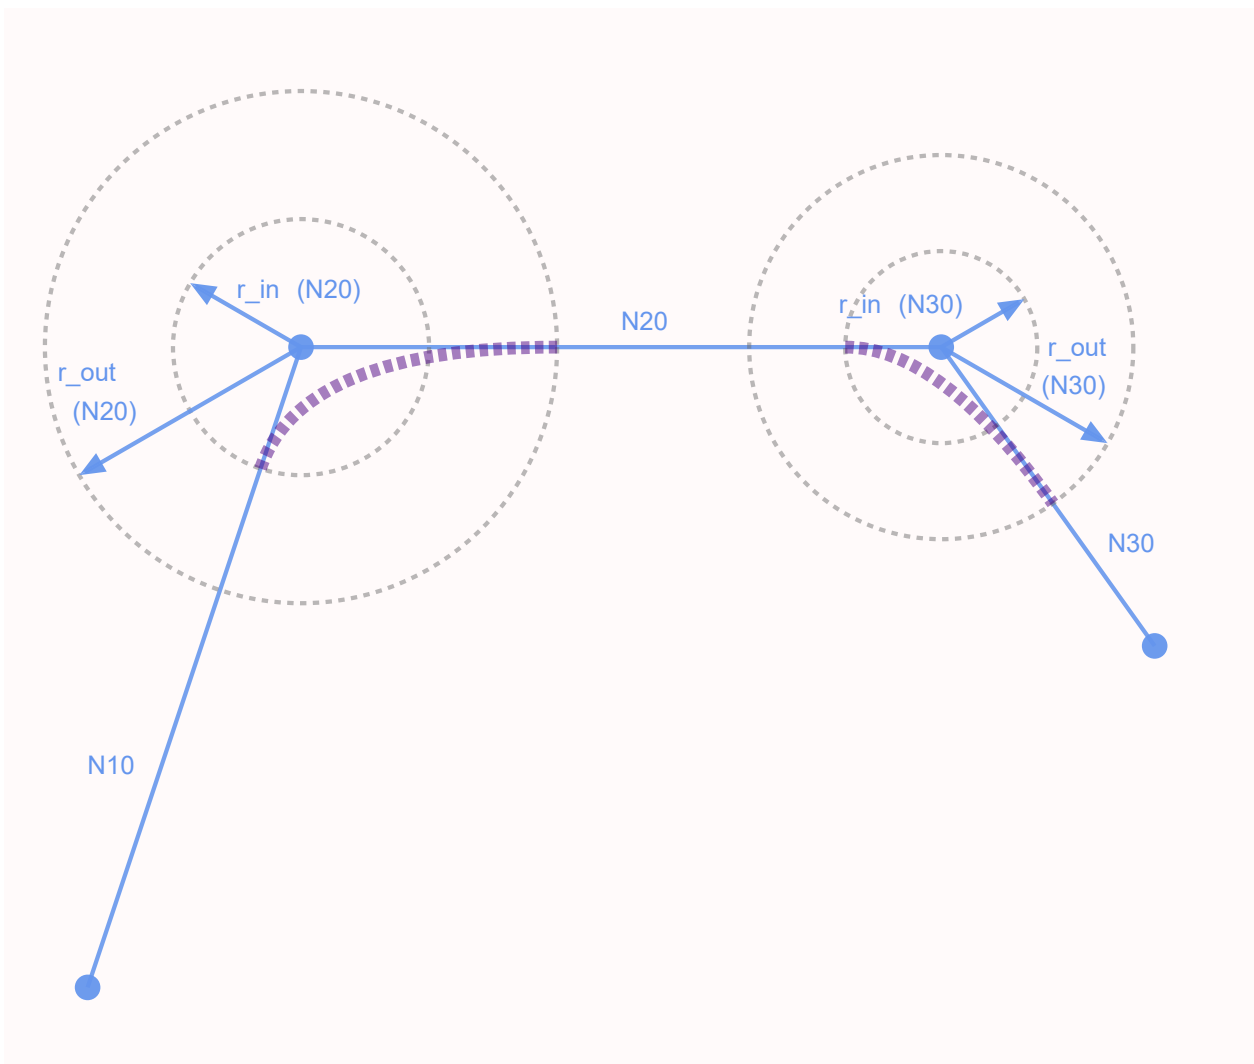 r_in (N20)
r_in (N30)
N20
r_out
(N30)
r_out
(N20)
N30
N10